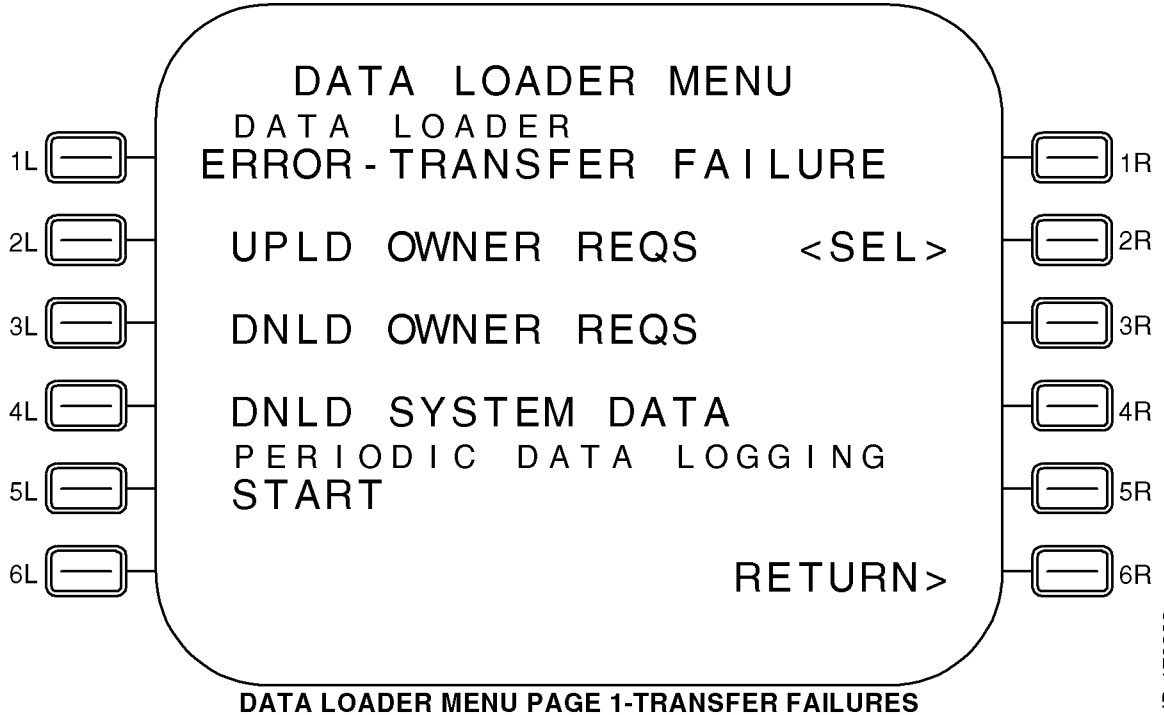 DATA LOADER MENU
DATA LOADER
1L ERROR-TRANSFER FAILURE 1R
2L UPLD OWNER REQS <SEL> 2R
3L DNLD OWNER REQS 3R
4L DNLD SYSTEM DATA 4R
PERIODIC DATA LOGGING
5L START 5R
6L RETURN> 6R
DATA LOADER MENU PAGE 1-TRANSFER FAILURES